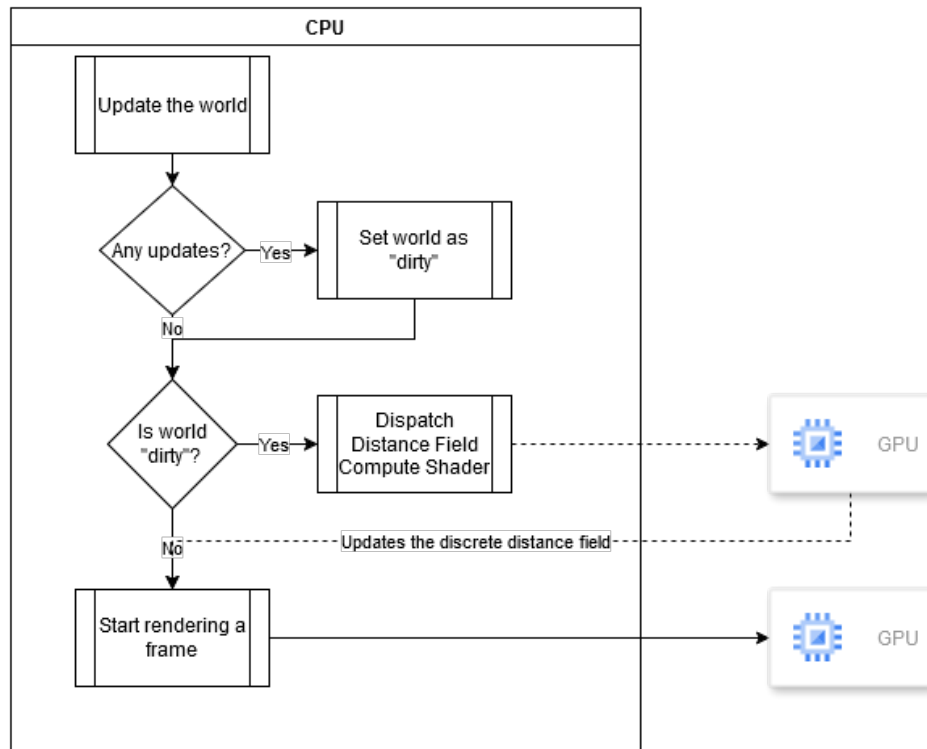 CPU
Update the world
Any updates?
Yes
Set world as
"dirty"
No
Is world
"dirty"?
Yes
Dispatch
Distance Field
Compute Shader
GPU
No
Updates the discrete distance field
Start rendering a
frame
GPU